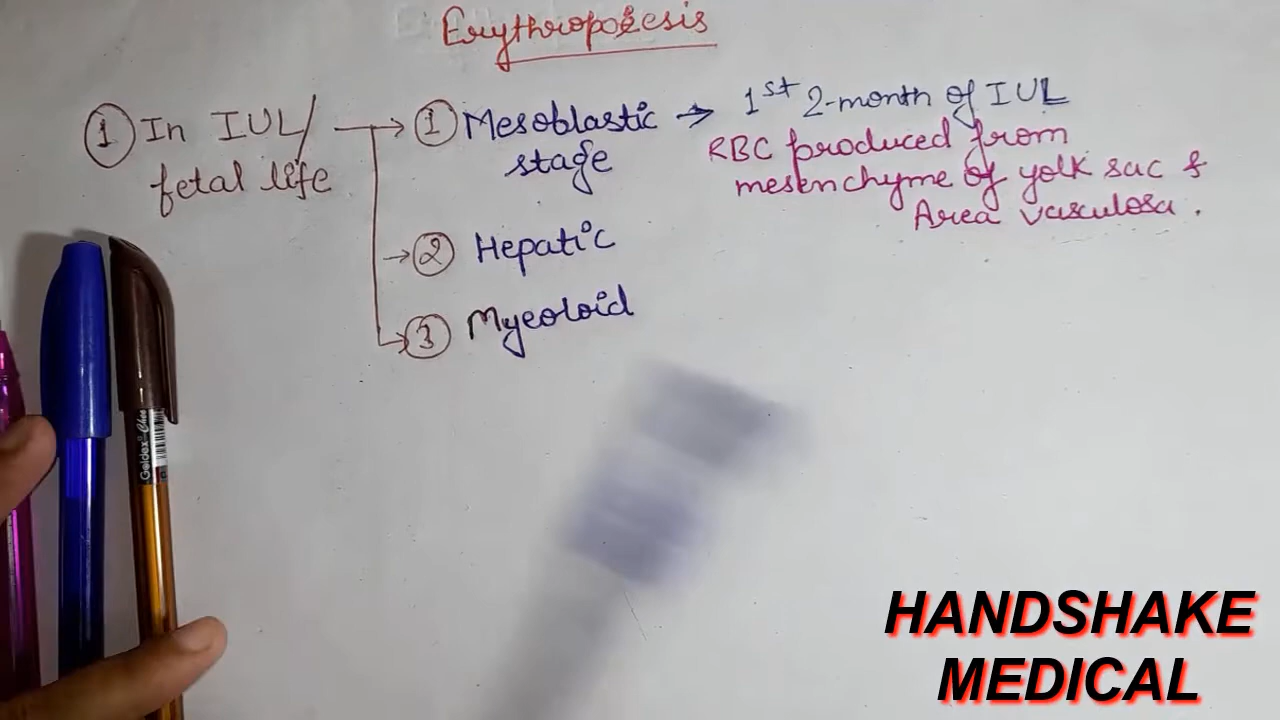 Erythropoiesis
① In IUL/ → ① Mesoblastic → 1st 2-month of IUL
fetal life stage
RBC produced from
mesenchyme of yolk sac &
Area vasculosa.
→ ② Hepatic
③ Myeoloid
Goldex
HANDSHAKE
MEDICAL